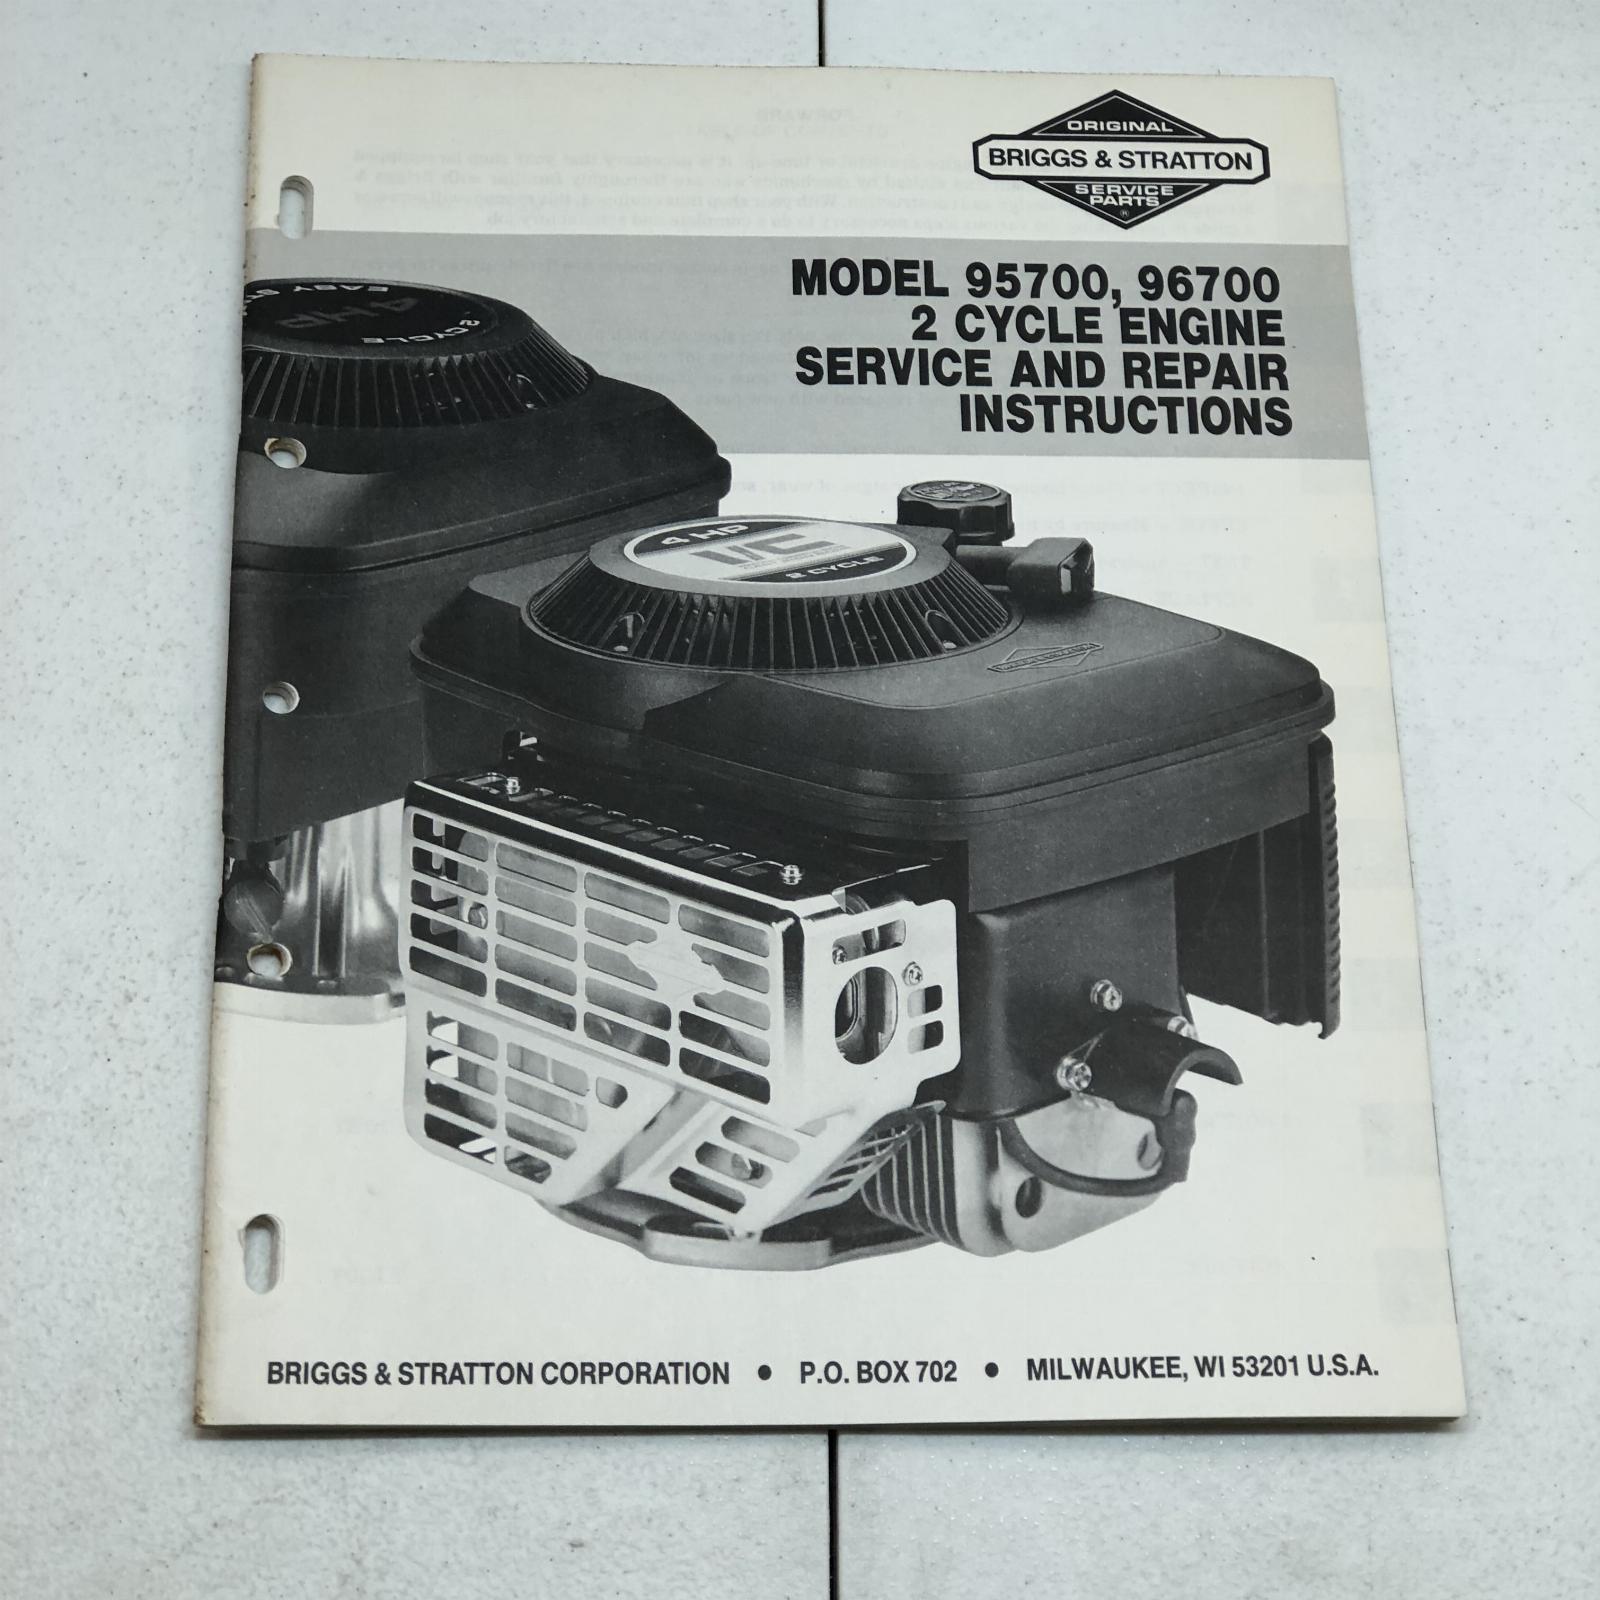 ORIGINAL
BRIGGS & STRATTON
SERVICE
PARTS
®
MODEL 95700, 96700
2 CYCLE ENGINE
SERVICE AND REPAIR
INSTRUCTIONS
4 HP
2 CYCLE
4 HP
I/C
2 CYCLE
BRIGGS & STRATTON CORPORATION • P.O. BOX 702 • MILWAUKEE, WI 53201 U.S.A.